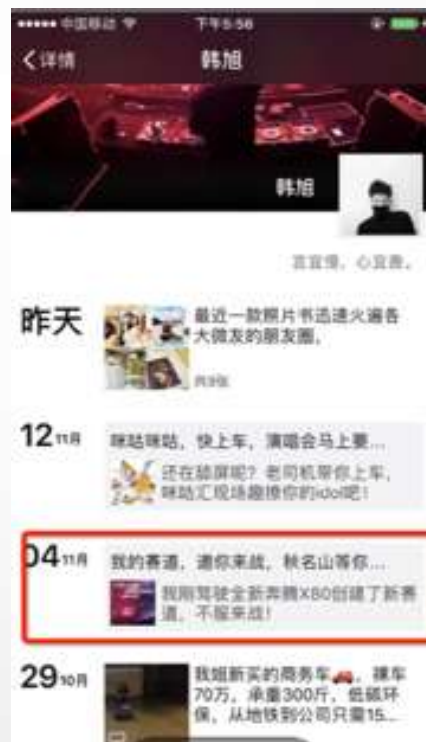 中国移动
下午5:56
详情
韩旭
韩旭
言宜慢，心宜善。
昨天
最近一款照片书迅速火遍各
大微友的朋友圈，
共9张
12 11月
咪咕咪咕，快上车，演唱会马上要...
还在舔屏呢？老司机带你上车，
咪咕汇现场趣撩你的idol吧！
04 11月
我的赛道，邀你来战，秋名山等你...
我刚驾驶全新奔腾X80创建了新赛
道，不服来战！
29 10月
我姐新买的商务车🚗，裸车
70万，承重300斤，低碳环
保，从地铁到公司只需15...